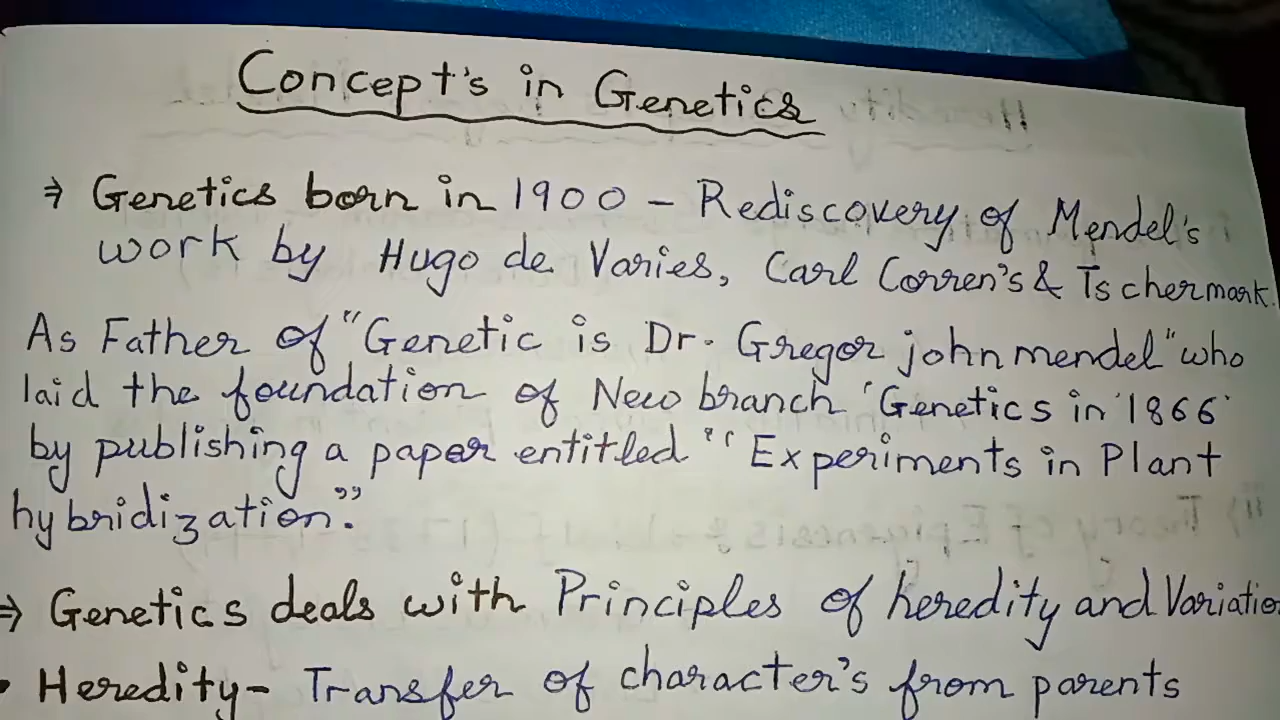 Concept's in Genetics
⇒ Genetics born in 1900 - Rediscovery of Mendel's
work by Hugo de Varies, Carl Corren's & Tschermark.
As Father of "Genetic is Dr. Gregor john mendel" who
laid the foundation of New branch 'Genetics in '1866'
by publishing a paper entitled "Experiments in Plant
hybridization".
⇒ Genetics deals with Principles of heredity and Variation
• Heredity - Transfer of character's from parents